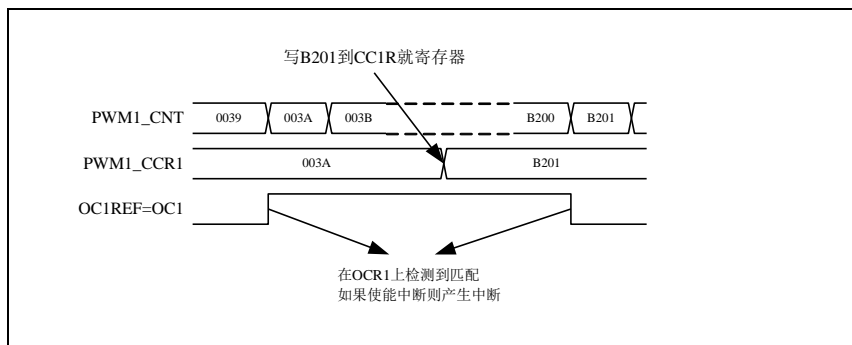 写B201到CC1R就寄存器
PWM1_CNT 0039 003A 003B B200 B201
PWM1_CCR1 003A B201
OC1REF=OC1
在OCR1上检测到匹配
如果使能中断则产生中断